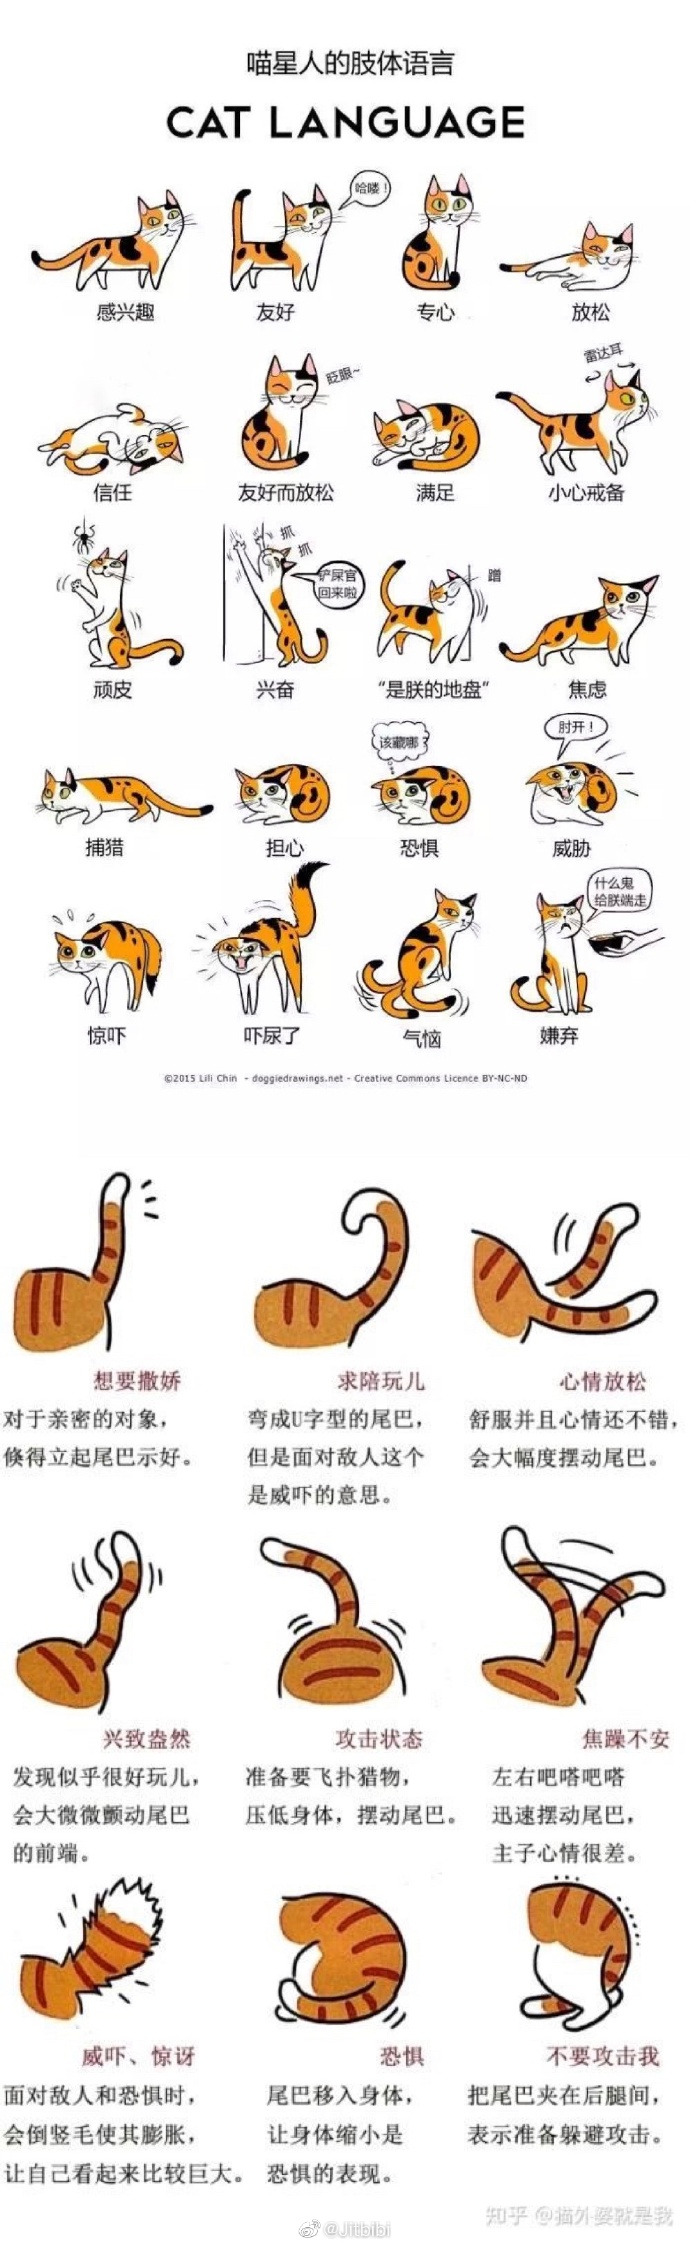 喵星人的肢体语言
CAT LANGUAGE
哈喽！
感兴趣
友好
专心
放松
眨眼~
雷达耳
信任
友好而放松
满足
小心戒备
抓
抓
铲屎官
回来啦
蹭
顽皮
兴奋
“是朕的地盘”
焦虑
该藏哪？
肘开！
捕猎
担心
恐惧
威胁
什么鬼
给朕端走
惊吓
吓尿了
气恼
嫌弃
©2015 Lili Chin - doggiedrawings.net - Creative Commons Licence BY-NC-ND
想要撒娇
对于亲密的对象，
倏得立起尾巴示好。
求陪玩儿
弯成U字型的尾巴，
但是面对敌人这个
是威吓的意思。
心情放松
舒服并且心情还不错，
会大幅度摆动尾巴。
兴致盎然
发现似乎很好玩儿，
会大微微颤动尾巴
的前端。
攻击状态
准备要飞扑猎物，
压低身体，摆动尾巴。
焦躁不安
左右吧嗒吧嗒
迅速摆动尾巴，
主子心情很差。
威吓、惊讶
面对敌人和恐惧时，
会倒竖毛使其膨胀，
让自己看起来比较巨大。
恐惧
尾巴移入身体，
让身体缩小是
恐惧的表现。
不要攻击我
把尾巴夹在后腿间，
表示准备躲避攻击。
知乎 @猫外婆就是我
@Jltbibi